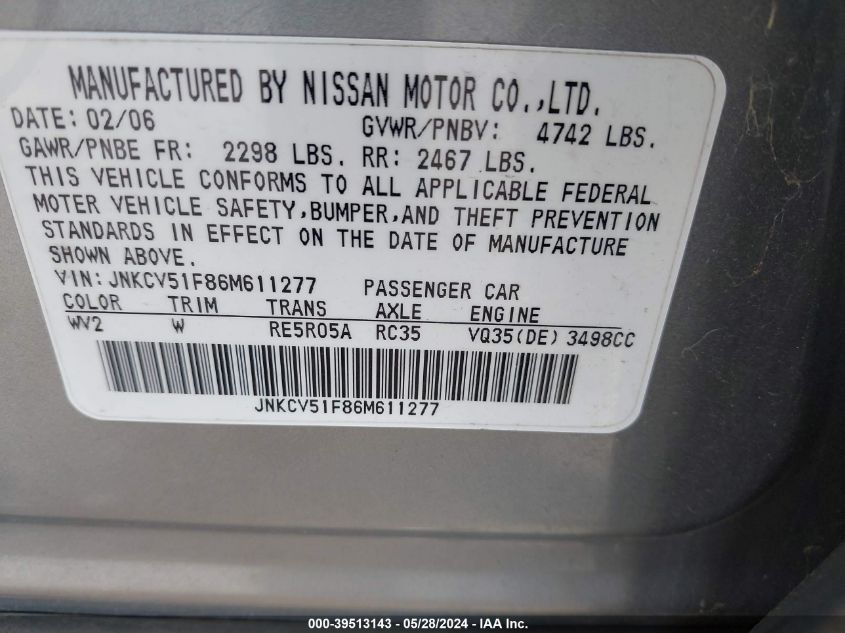 MANUFACTURED BY NISSAN MOTOR CO.,LTD.
DATE: 02/06 GVWR/PNBV: 4742 LBS.
GAWR/PNBE FR: 2298 LBS. RR: 2467 LBS.
THIS VEHICLE CONFORMS TO ALL APPLICABLE FEDERAL
MOTER VEHICLE SAFETY,BUMPER,AND THEFT PREVENTION
STANDARDS IN EFFECT ON THE DATE OF MANUFACTURE
SHOWN ABOVE.
VIN: JNKCV51F86M611277 PASSENGER CAR
COLOR TRIM TRANS AXLE ENGINE
WV2 W RE5R05A RC35 VQ35(DE) 3498CC
JNKCV51F86M611277
000-39513143 - 05/28/2024 - IAA Inc.